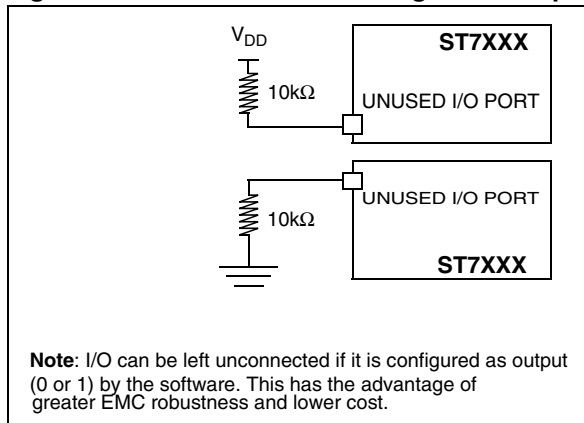 V_DD
ST7XXX
10kΩ
UNUSED I/O PORT
UNUSED I/O PORT
10kΩ
ST7XXX
Note: I/O can be left unconnected if it is configured as output
(0 or 1) by the software. This has the advantage of
greater EMC robustness and lower cost.